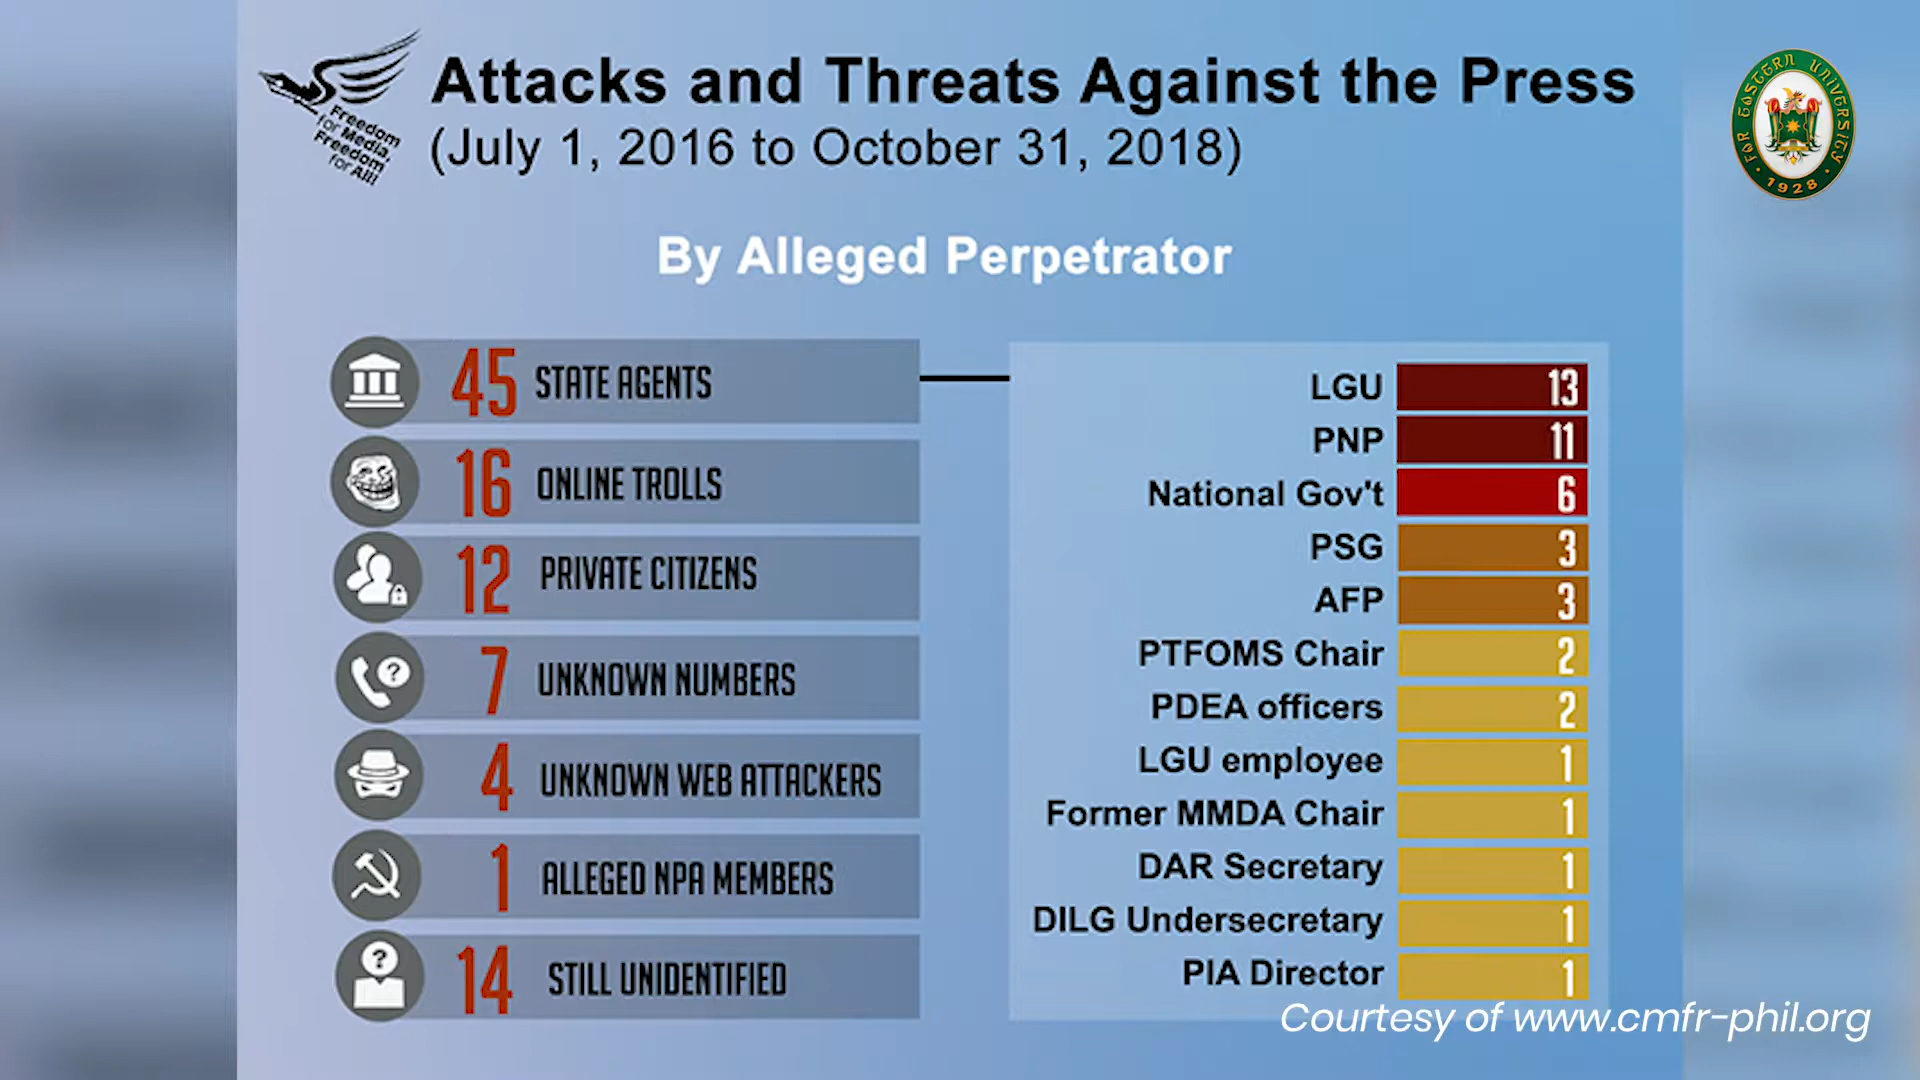 Attacks and Threats Against the Press
(July 1, 2016 to October 31, 2018)
Freedom
for Media,
Freedom
for All!
FAR EASTERN UNIVERSITY
1928
By Alleged Perpetrator
45 STATE AGENTS
16 ONLINE TROLLS
12 PRIVATE CITIZENS
7 UNKNOWN NUMBERS
4 UNKNOWN WEB ATTACKERS
1 ALLEGED NPA MEMBERS
14 STILL UNIDENTIFIED
LGU 13
PNP 11
National Gov't 6
PSG 3
AFP 3
PTFOMS Chair 2
PDEA officers 2
LGU employee 1
Former MMDA Chair 1
DAR Secretary 1
DILG Undersecretary 1
PIA Director 1
Courtesy of www.cmfr-phil.org